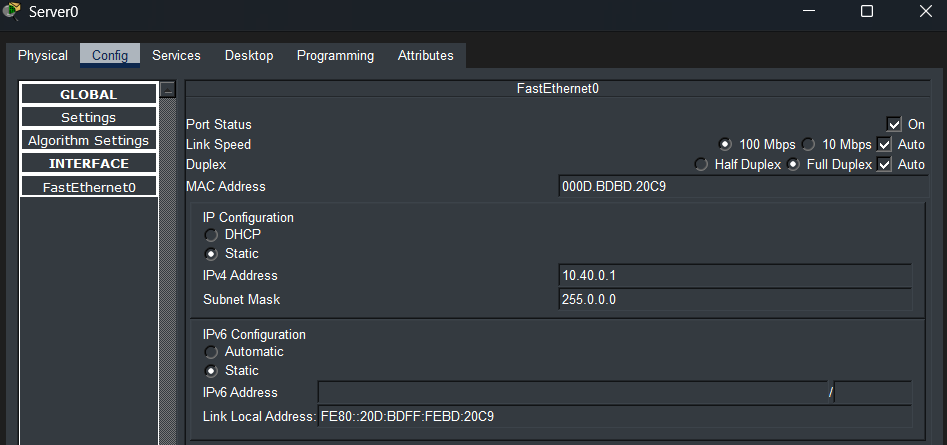 Server0
Physical Config Services Desktop Programming Attributes
GLOBAL
Settings
Algorithm Settings
INTERFACE
FastEthernet0
FastEthernet0
Port Status On
Link Speed 100 Mbps 10 Mbps Auto
Duplex Half Duplex Full Duplex Auto
MAC Address 000D.BDBD.20C9
IP Configuration
DHCP
Static
IPv4 Address 10.40.0.1
Subnet Mask 255.0.0.0
IPv6 Configuration
Automatic
Static
IPv6 Address /
Link Local Address: FE80::20D:BDFF:FEBD:20C9